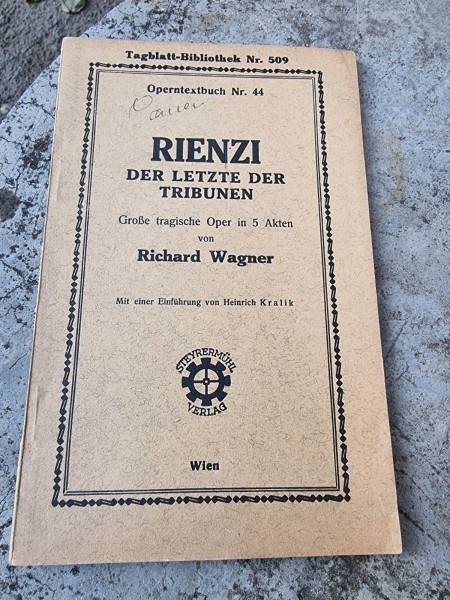 Tagblatt-Bibliothek Nr. 509
Operntextbuch Nr. 44
RIENZI
DER LETZTE DER
TRIBUNEN
Große tragische Oper in 5 Akten
von
Richard Wagner
Mit einer Einführung von Heinrich Kralik
STEYRERMÜHL
VERLAG
Wien